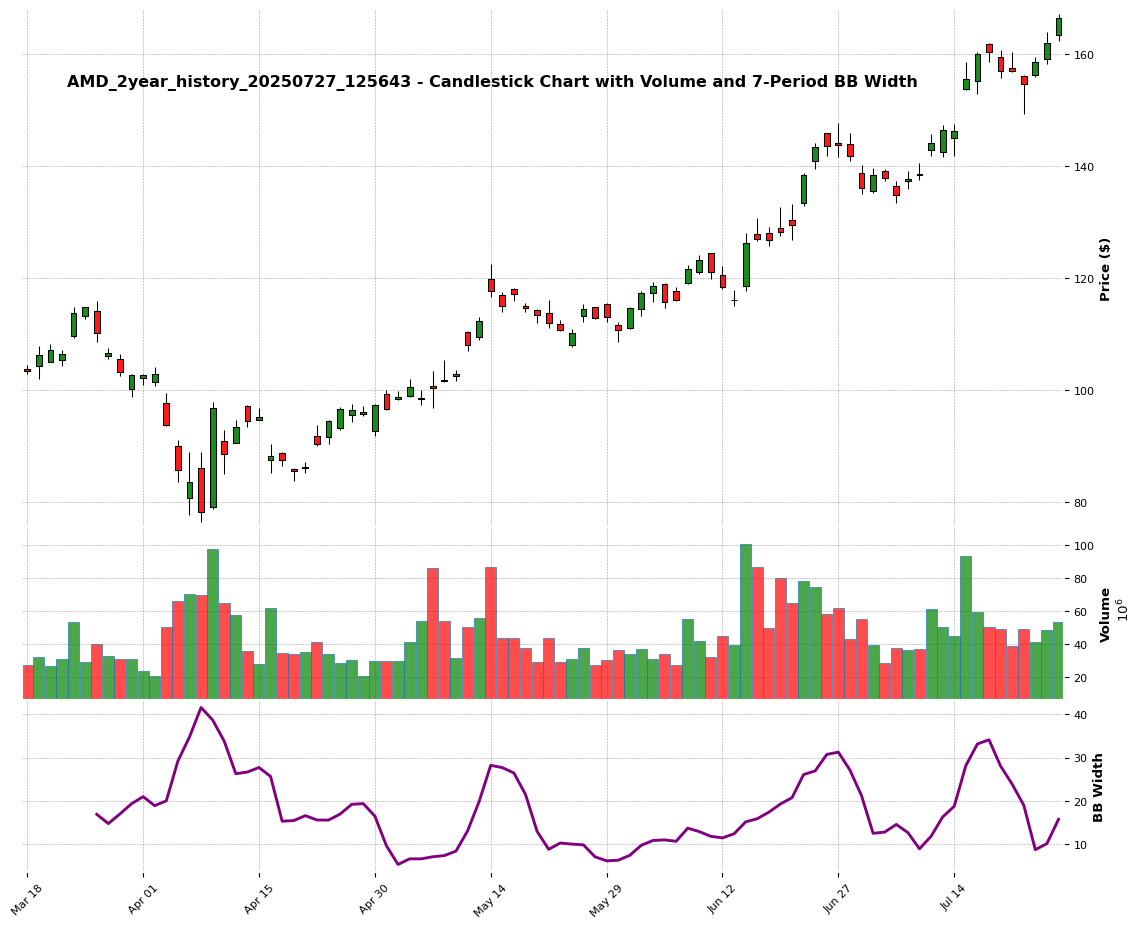 AMD_2year_history_20250727_125643 - Candlestick Chart with Volume and 7-Period BB Width
160
140
120
100
80
Price ($)
100
80
60
40
20
Volume
10^6
40
30
20
10
BB Width
Mar 18
Apr 01
Apr 15
Apr 30
May 14
May 29
Jun 12
Jun 27
Jul 14